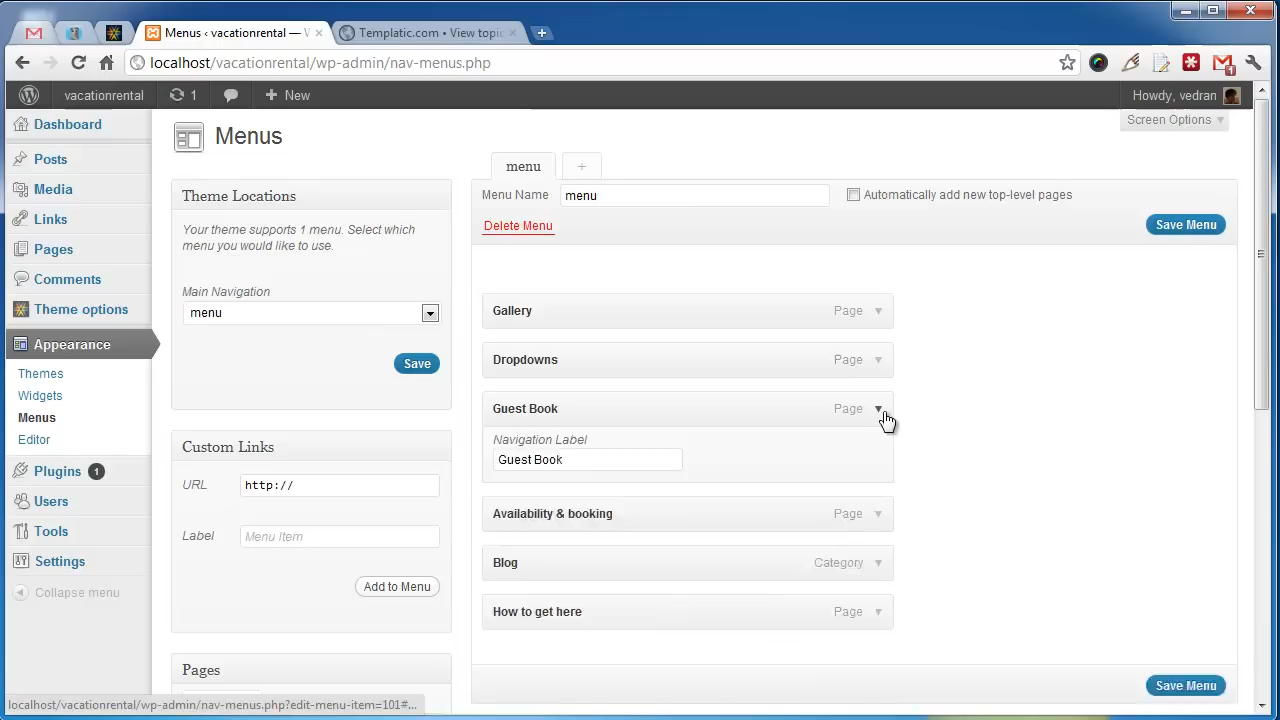 Menus ‹ vacationrental — V
Templatic.com • View topic
localhost/vacationrental/wp-admin/nav-menus.php
1
vacationrental
1
New
Howdy, vedran
Screen Options
Dashboard
Posts
Media
Links
Pages
Comments
Theme options
Appearance
Themes
Widgets
Menus
Editor
Plugins 1
Users
Tools
Settings
Collapse menu
Menus
Theme Locations
Your theme supports 1 menu. Select which
menu you would like to use.
Main Navigation
menu
Save
Custom Links
URL
http://
Label
Menu Item
Add to Menu
Pages
menu
+
Menu Name
menu
Automatically add new top-level pages
Delete Menu
Save Menu
Gallery Page
Dropdowns Page
Guest Book Page
Navigation Label
Guest Book
Availability & booking Page
Blog Category
How to get here Page
Save Menu
localhost/vacationrental/wp-admin/nav-menus.php?edit-menu-item=101#...